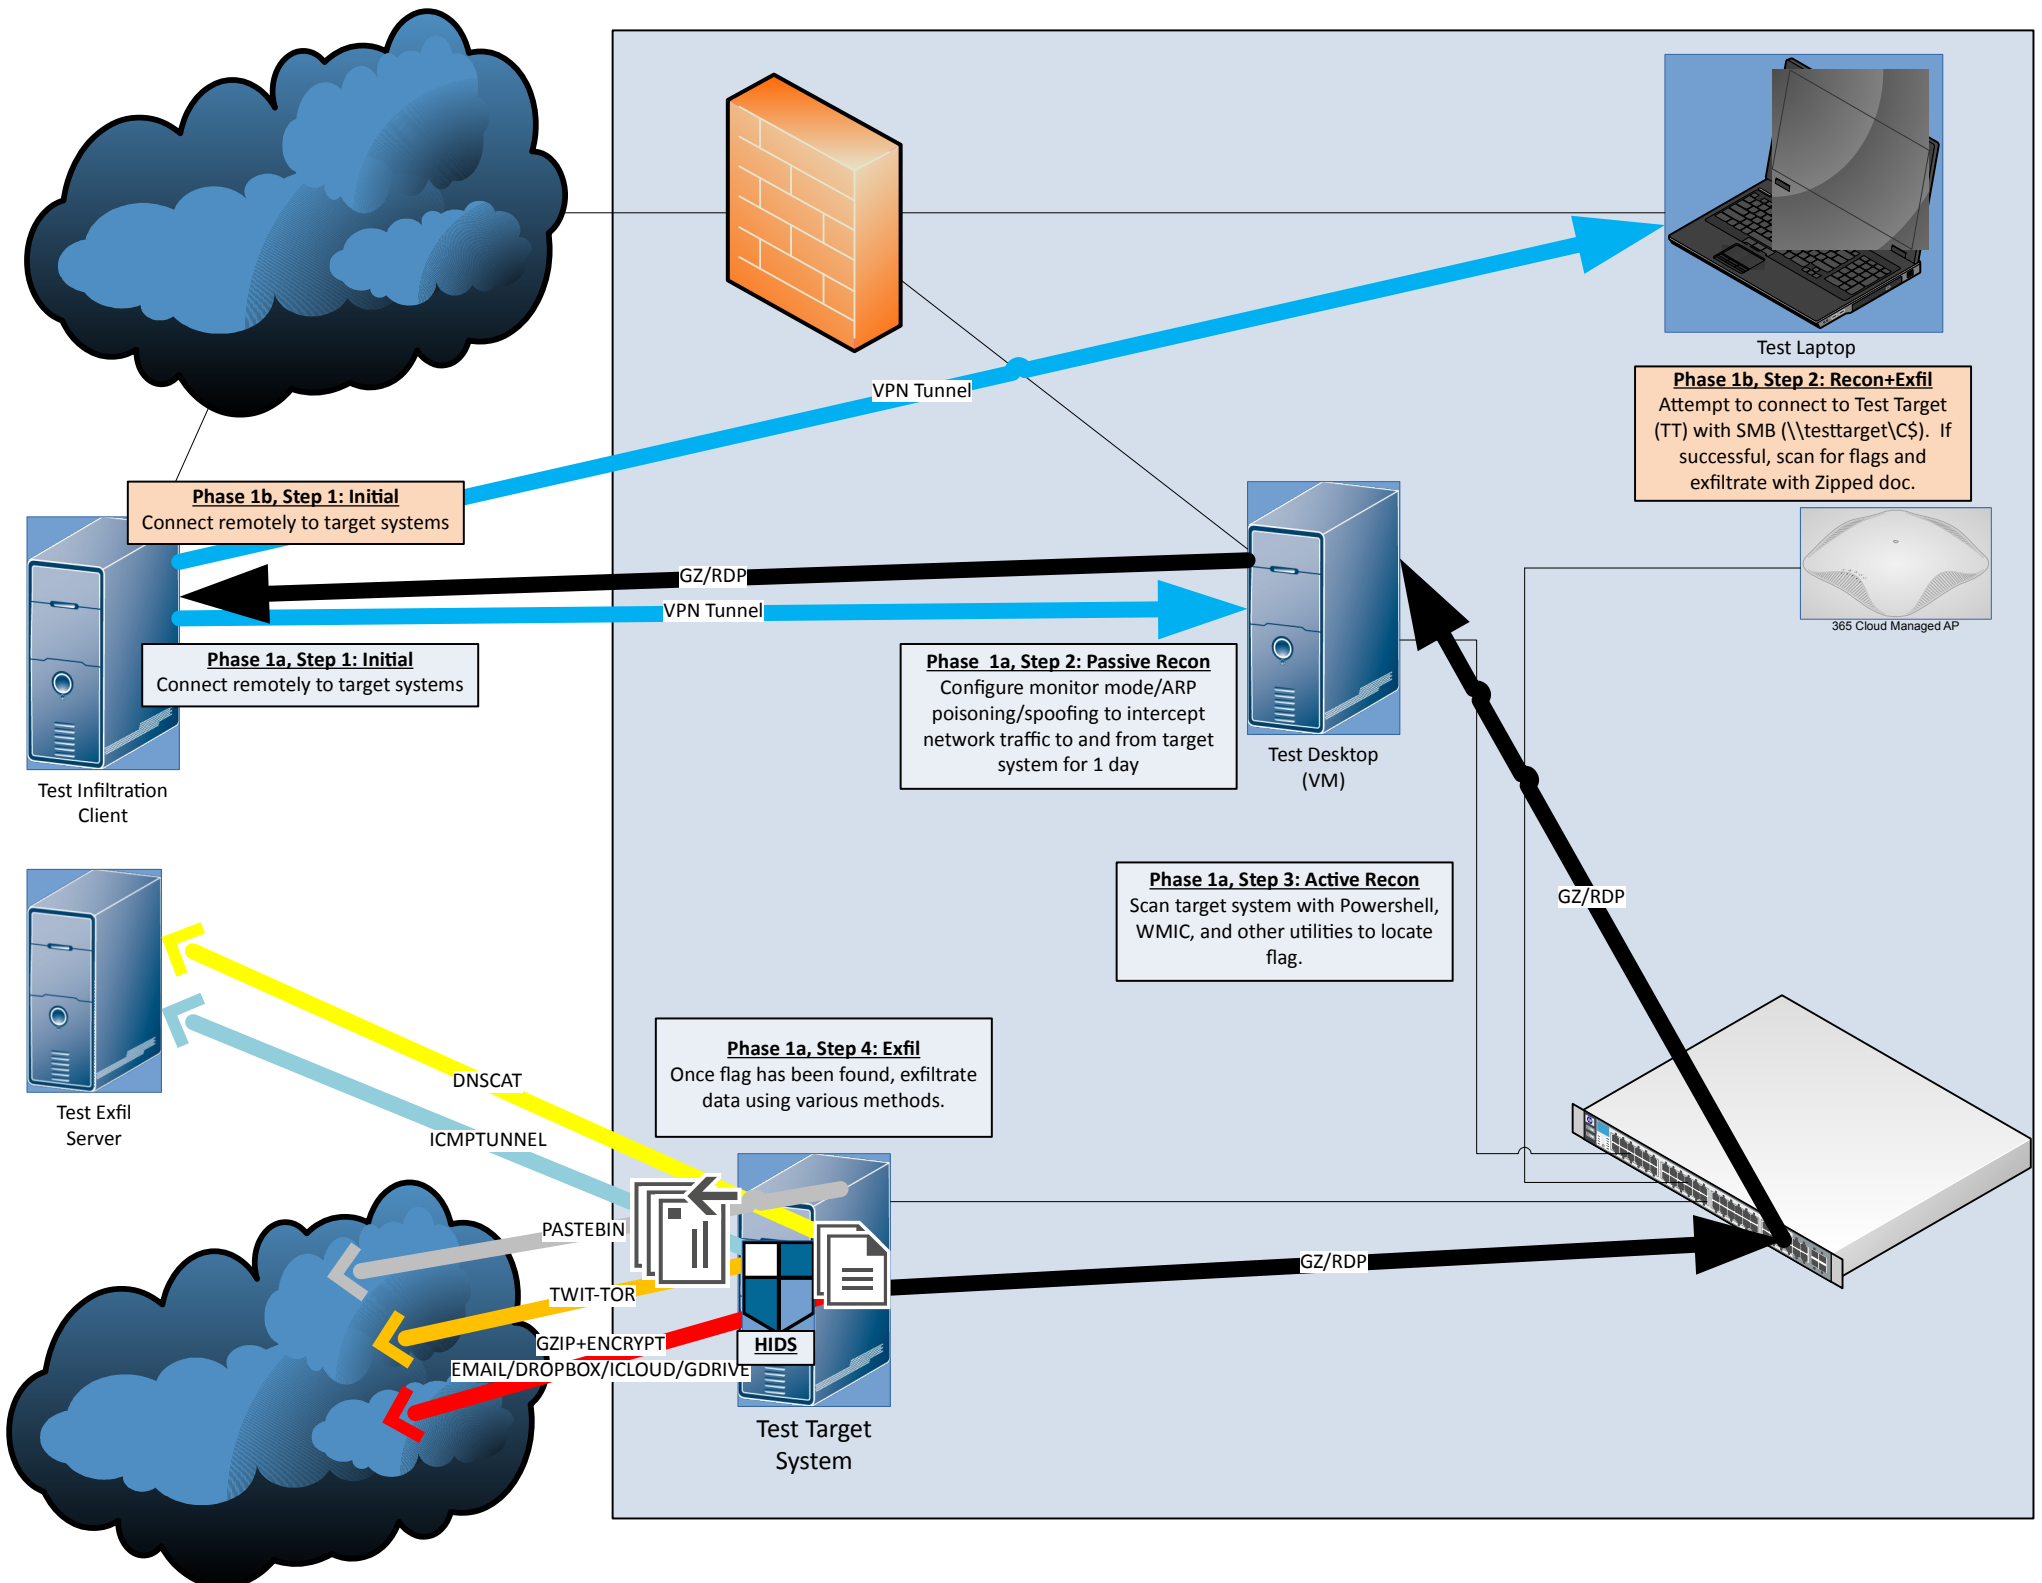 Test Laptop
VPN Tunnel
Phase 1b, Step 2: Recon+Exfil
Attempt to connect to Test Target
(TT) with SMB (\\testtarget\C$).  If
successful, scan for flags and
exfiltrate with Zipped doc.
Phase 1b, Step 1: Initial
Connect remotely to target systems
GZ/RDP
VPN Tunnel
365 Cloud Managed AP
Phase 1a, Step 1: Initial
Connect remotely to target systems
Phase  1a, Step 2: Passive Recon
Configure monitor mode/ARP
poisoning/spoofing to intercept
network traffic to and from target
system for 1 day
Test Desktop
(VM)
Test Infiltration
Client
Phase 1a, Step 3: Active Recon
Scan target system with Powershell,
WMIC, and other utilities to locate
flag.
GZ/RDP
Phase 1a, Step 4: Exfil
Once flag has been found, exfiltrate
data using various methods.
DNSCAT
Test Exfil
Server
ICMPTUNNEL
PASTEBIN
GZ/RDP
TWIT-TOR
GZIP+ENCRYPT
EMAIL/DROPBOX/ICLOUD/GDRIVE
HIDS
Test Target
System